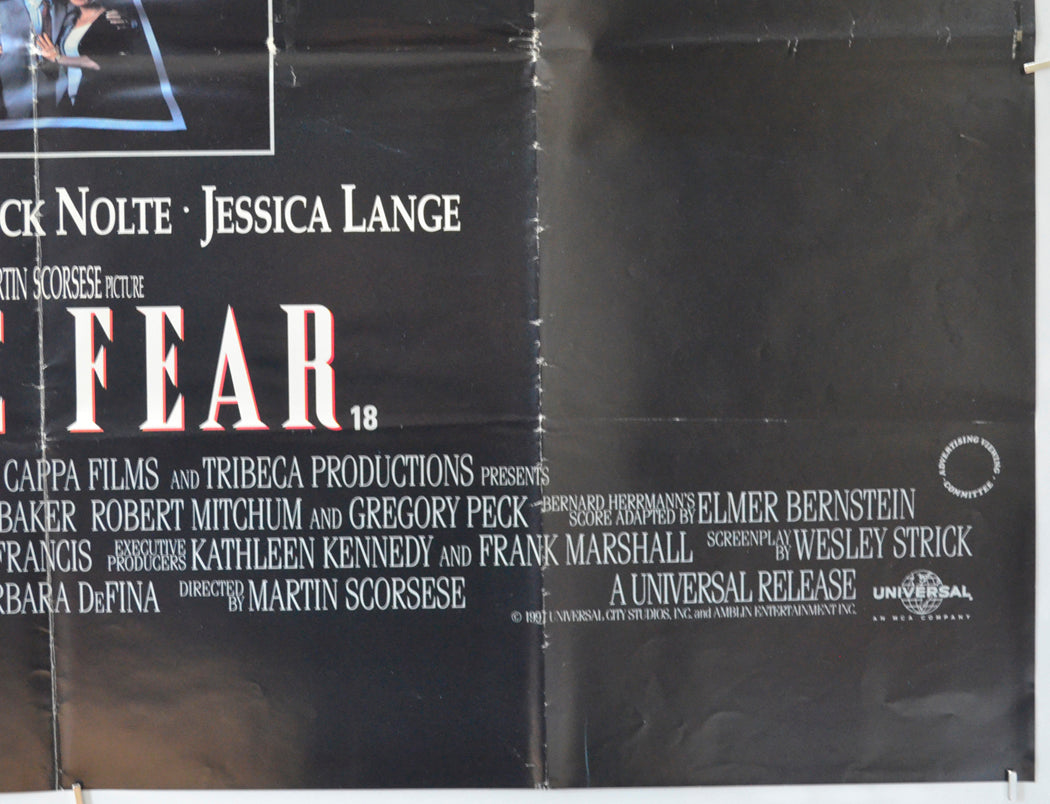 CK NOLTE · JESSICA LANGE
RTIN SCORSESE PICTURE
E FEAR 18
CAPPA FILMS AND TRIBECA PRODUCTIONS PRESENTS
BAKER ROBERT MITCHUM AND GREGORY PECK BERNARD HERRMANN'S SCORE ADAPTED BY ELMER BERNSTEIN
FRANCIS EXECUTIVE PRODUCERS KATHLEEN KENNEDY AND FRANK MARSHALL SCREENPLAY BY WESLEY STRICK
RBARA DEFINA DIRECTED BY MARTIN SCORSESE A UNIVERSAL RELEASE
© 1991 UNIVERSAL CITY STUDIOS, INC. and AMBLIN ENTERTAINMENT INC.
ADVERTISING VIEWING · COMMITTEE ·
UNIVERSAL
AN MCA COMPANY